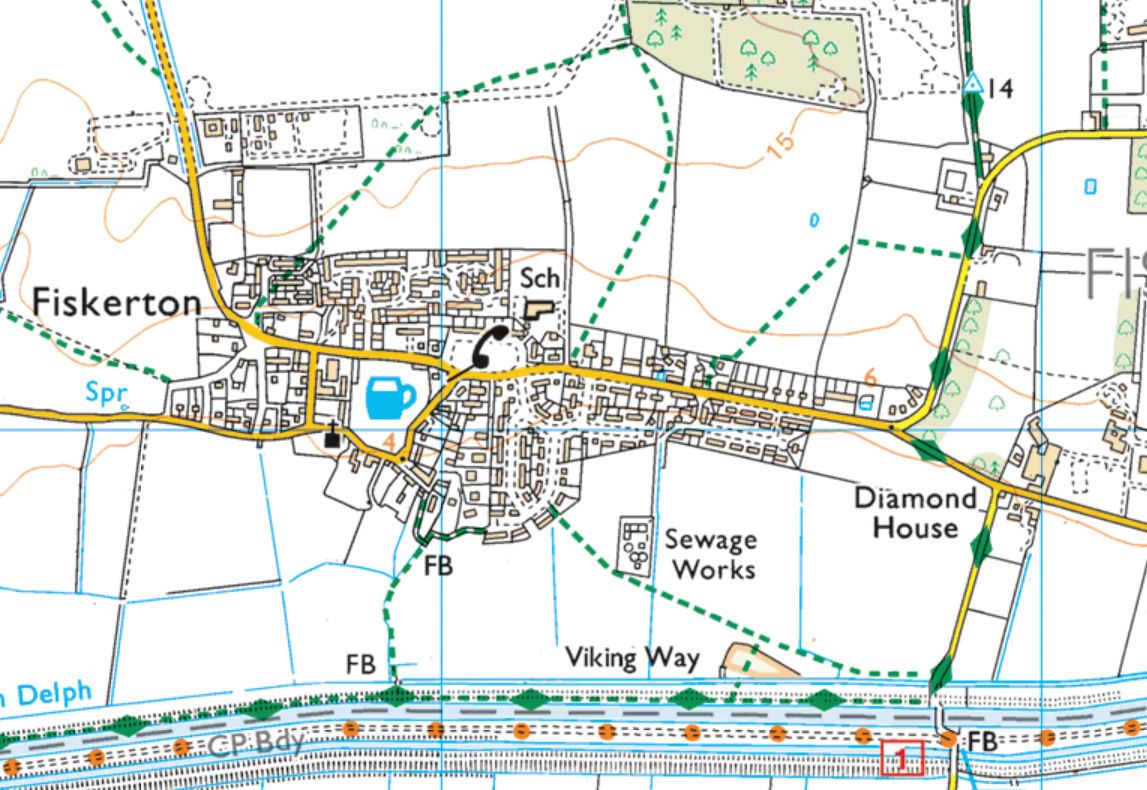 14
15
Sch
Fiskerton
FIS
6
Spr
4
Diamond
House
Sewage
Works
FB
FB
Viking Way
n Delph
CP Bdy
FB
1